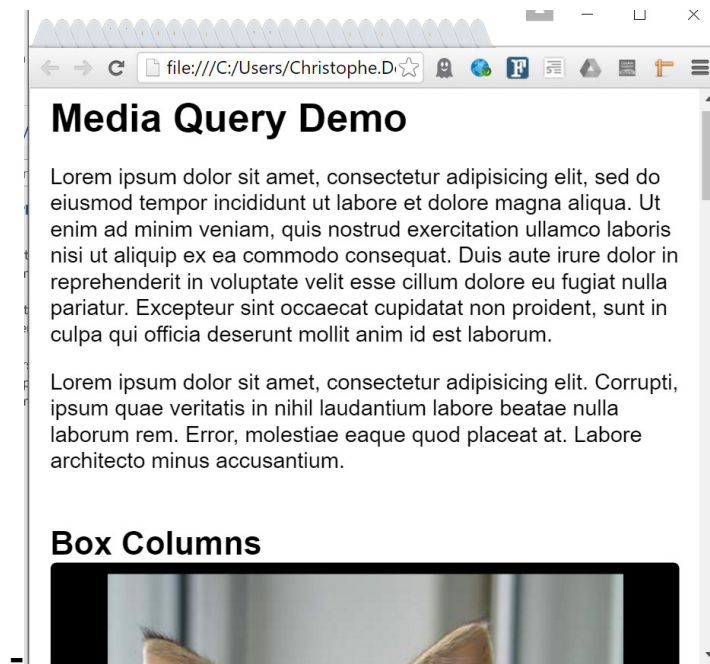 file:///C:/Users/Christophe.D
Media Query Demo
Lorem ipsum dolor sit amet, consectetur adipisicing elit, sed do
eiusmod tempor incididunt ut labore et dolore magna aliqua. Ut
enim ad minim veniam, quis nostrud exercitation ullamco laboris
nisi ut aliquip ex ea commodo consequat. Duis aute irure dolor in
reprehenderit in voluptate velit esse cillum dolore eu fugiat nulla
pariatur. Excepteur sint occaecat cupidatat non proident, sunt in
culpa qui officia deserunt mollit anim id est laborum.
Lorem ipsum dolor sit amet, consectetur adipisicing elit. Corrupti,
ipsum quae veritatis in nihil laudantium labore beatae nulla
laborum rem. Error, molestiae eaque quod placeat at. Labore
architecto minus accusantium.
Box Columns